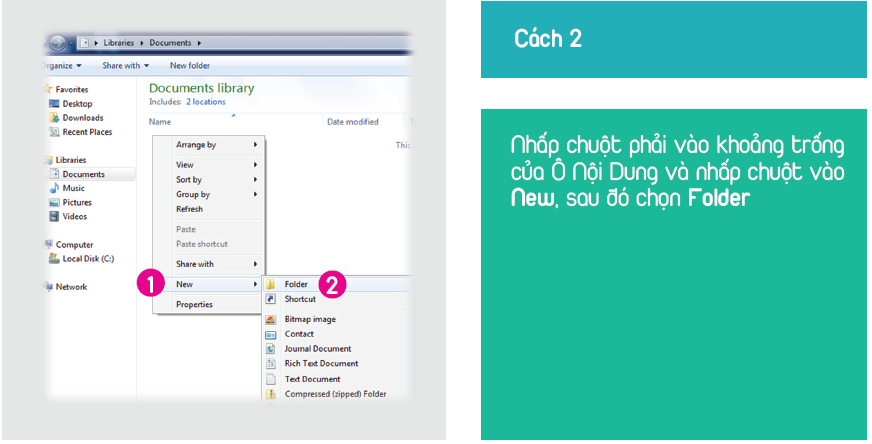 Libraries Documents
rganize Share with New folder
Favorites
Desktop
Downloads
Recent Places
Libraries
Documents
Music
Pictures
Videos
Computer
Local Disk (C:)
Network
Documents library
Includes: 2 locations
Name Date modified T
This
Arrange by
View
Sort by
Group by
Refresh
Paste
Paste shortcut
Share with
1 New
Properties
Folder 2
Shortcut
Bitmap image
Contact
Journal Document
Rich Text Document
Text Document
Compressed (zipped) Folder
Cách 2
Nhấp chuột phải vào khoảng trống
của Ô Nội Dung và nhấp chuột vào
New, sau đó chọn Folder